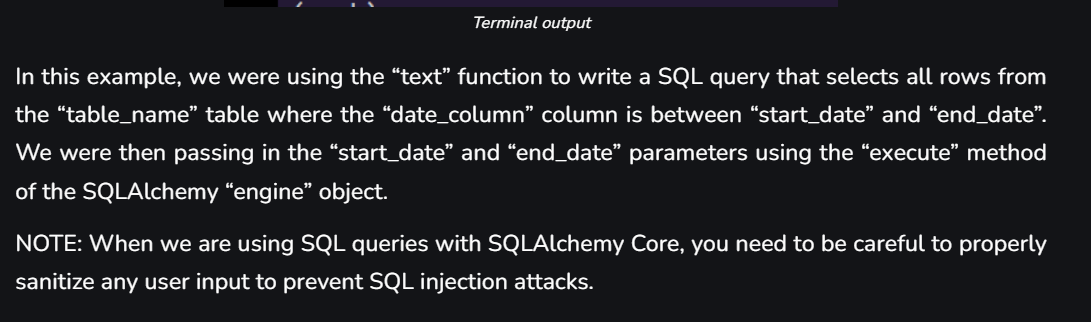 Terminal output
In this example, we were using the “text” function to write a SQL query that selects all rows from
the “table_name” table where the “date_column” column is between “start_date” and “end_date”.
We were then passing in the “start_date” and “end_date” parameters using the “execute” method
of the SQLAlchemy “engine” object.
NOTE: When we are using SQL queries with SQLAlchemy Core, you need to be careful to properly
sanitize any user input to prevent SQL injection attacks.